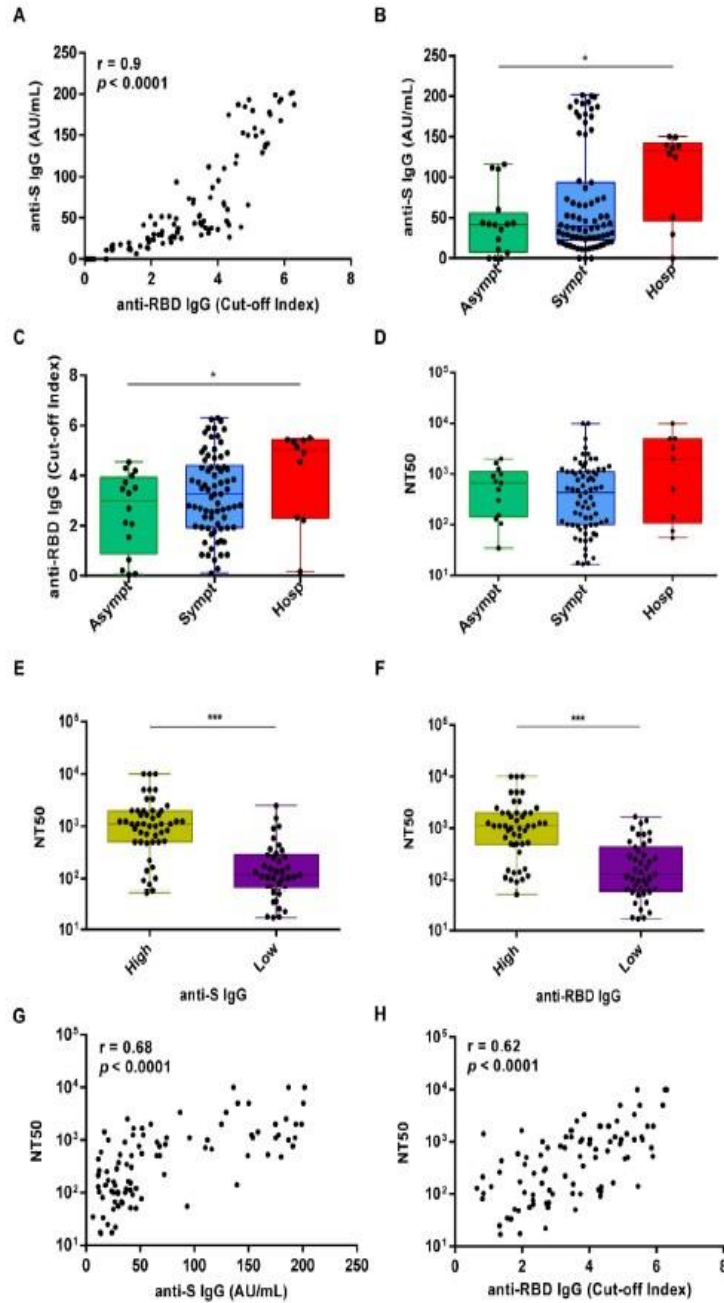 A
r = 0.9
p < 0.0001
anti-S IgG (AU/mL)
250
200
150
100
50
0
0 2 4 6 8
anti-RBD IgG (Cut-off Index)
B
*
anti-S IgG (AU/mL)
250
200
150
100
50
0
Asympt Sympt Hosp
C
*
anti-RBD IgG (Cut-off Index)
8
6
4
2
0
Asympt Sympt Hosp
D
NT50
10⁵
10⁴
10³
10²
10¹
Asympt Sympt Hosp
E
***
NT50
10⁵
10⁴
10³
10²
10¹
High Low
anti-S IgG
F
***
NT50
10⁵
10⁴
10³
10²
10¹
High Low
anti-RBD IgG
G
r = 0.68
p < 0.0001
NT50
10⁵
10⁴
10³
10²
10¹
0 50 100 150 200 250
anti-S IgG (AU/mL)
H
r = 0.62
p < 0.0001
NT50
10⁵
10⁴
10³
10²
10¹
0 2 4 6 8
anti-RBD IgG (Cut-off Index)